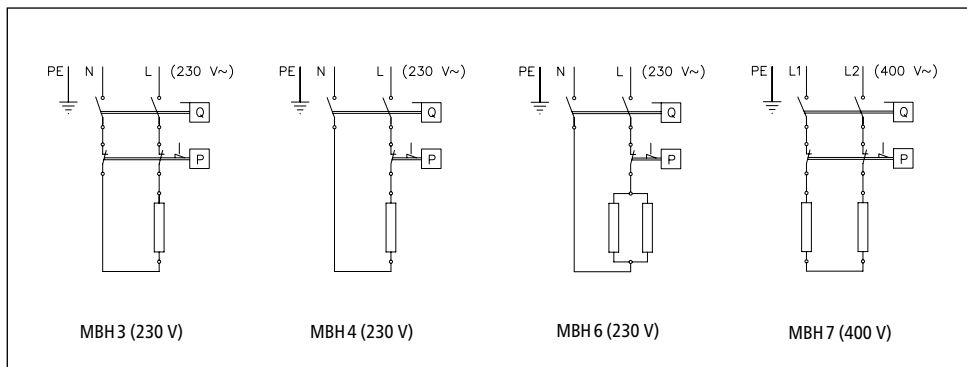 PE N L (230 V~)
Q
P
MBH 3 (230 V)
PE N L (230 V~)
Q
P
MBH 4 (230 V)
PE N L (230 V~)
Q
P
MBH 6 (230 V)
PE L1 L2 (400 V~)
Q
P
MBH 7 (400 V)